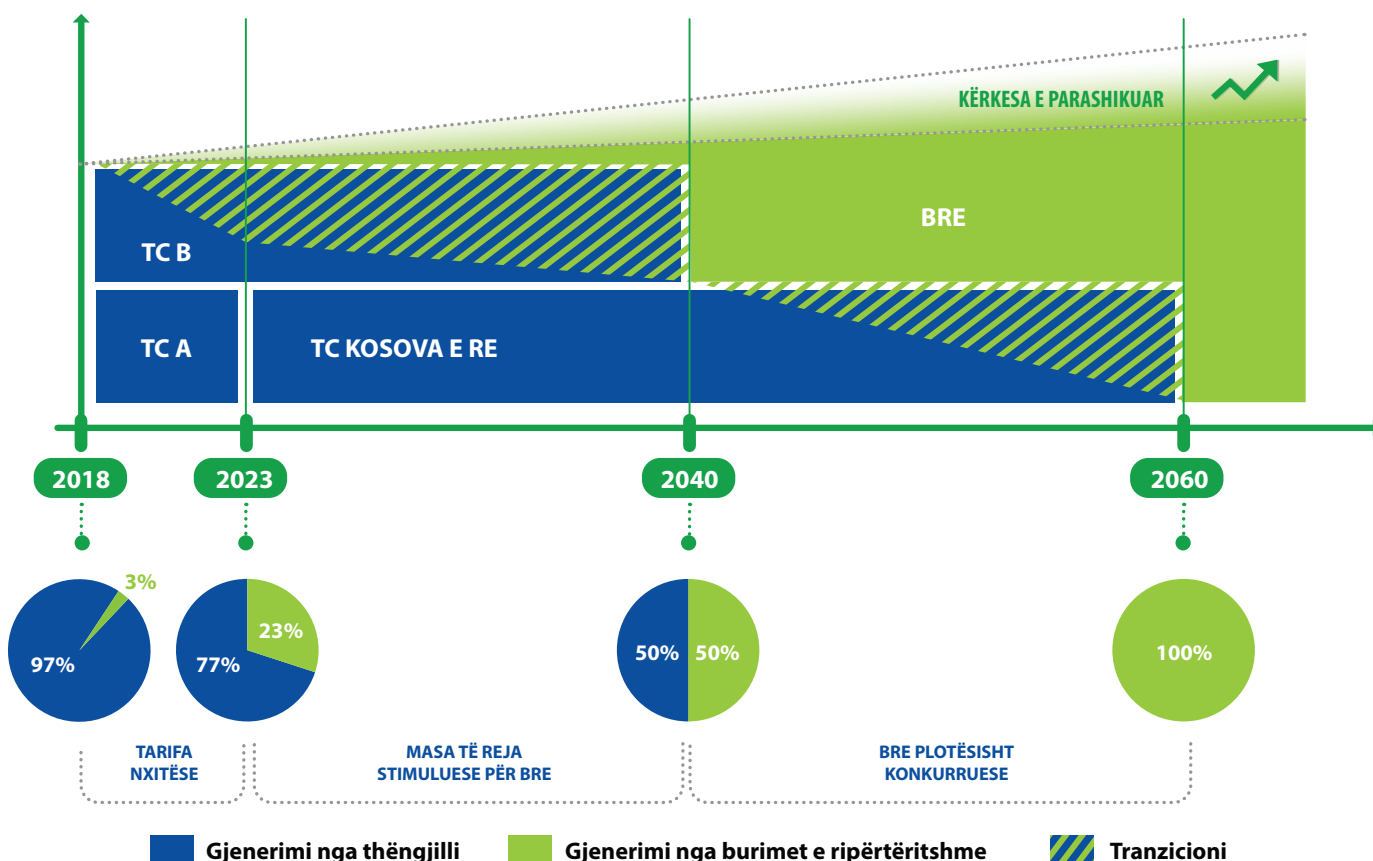 KËRKESA E PARASHIKUAR
BRE
TC B
TC A
TC KOSOVA E RE
2018
2023
2040
2060
3%
97%
23%
77%
50%
50%
100%
TARIFA
NXITËSE
MASA TË REJA
STIMULUESE PËR BRE
BRE PLOTËSISHT
KONKURRUESE
Gjenerimi nga thëngjilli
Gjenerimi nga burimet e ripërtëritshme
Tranzicioni